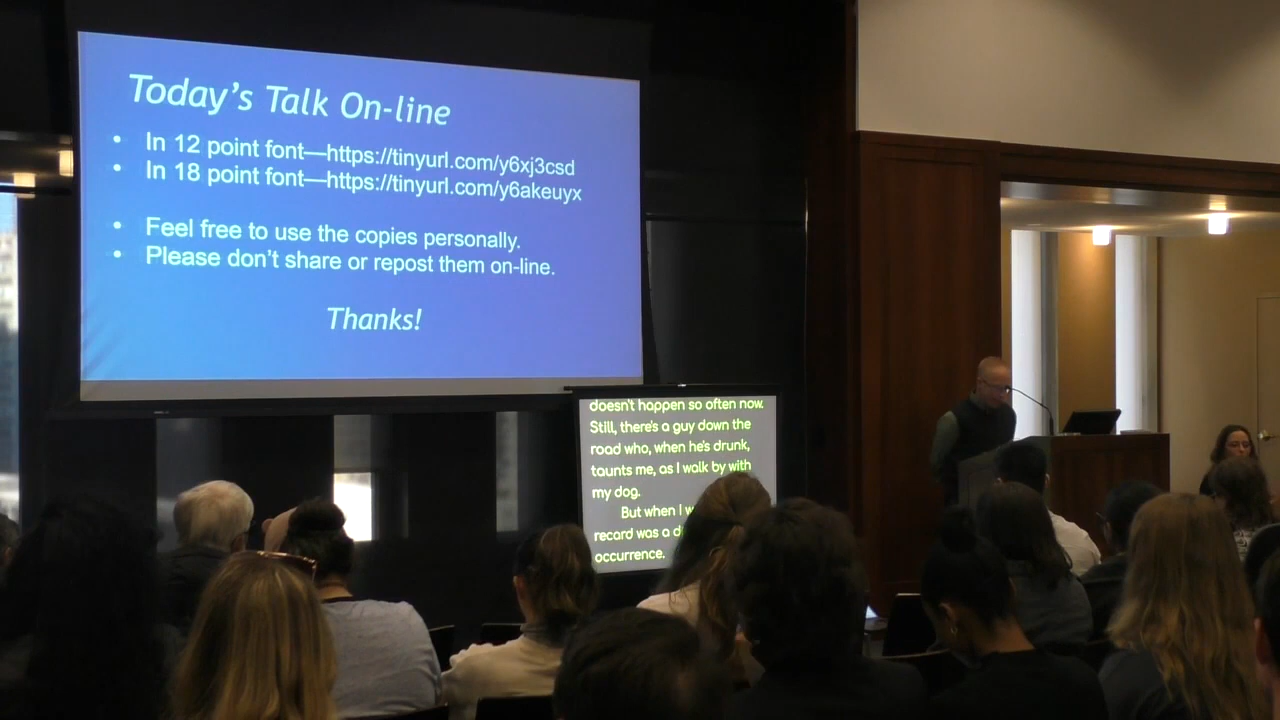 Today's Talk On-line
• In 12 point font—https://tinyurl.com/y6xj3csd
• In 18 point font—https://tinyurl.com/y6akeuyx
• Feel free to use the copies personally.
• Please don't share or repost them on-line.
Thanks!
doesn't happen so often now.
Still, there's a guy down the
road who, when he's drunk,
taunts me, as I walk by with
my dog.
But when I
record was a
occurrence.